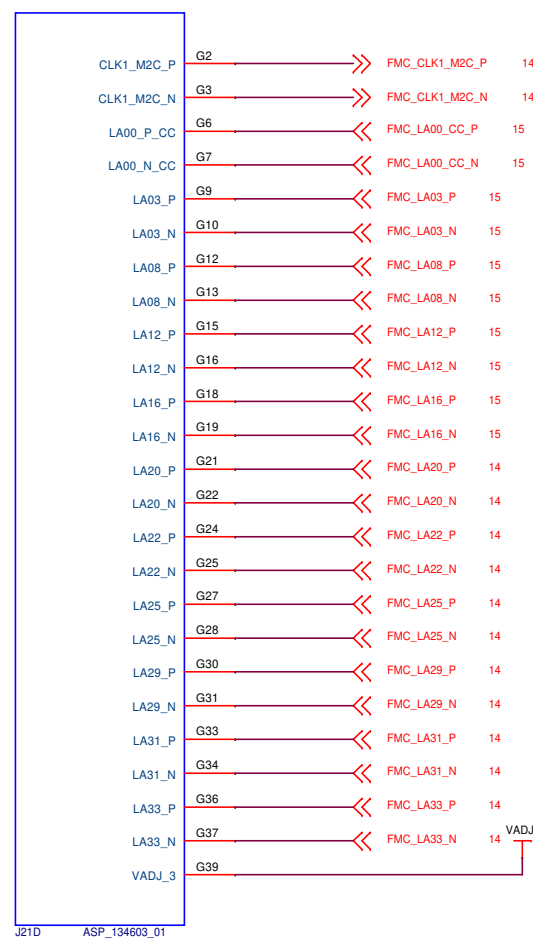 CLK1_M2C_P G2 FMC_CLK1_M2C_P 14
CLK1_M2C_N G3 FMC_CLK1_M2C_N 14
LA00_P_CC G6 FMC_LA00_CC_P 15
LA00_N_CC G7 FMC_LA00_CC_N 15
LA03_P G9 FMC_LA03_P 15
LA03_N G10 FMC_LA03_N 15
LA08_P G12 FMC_LA08_P 15
LA08_N G13 FMC_LA08_N 15
LA12_P G15 FMC_LA12_P 15
LA12_N G16 FMC_LA12_N 15
LA16_P G18 FMC_LA16_P 15
LA16_N G19 FMC_LA16_N 15
LA20_P G21 FMC_LA20_P 14
LA20_N G22 FMC_LA20_N 14
LA22_P G24 FMC_LA22_P 14
LA22_N G25 FMC_LA22_N 14
LA25_P G27 FMC_LA25_P 14
LA25_N G28 FMC_LA25_N 14
LA29_P G30 FMC_LA29_P 14
LA29_N G31 FMC_LA29_N 14
LA31_P G33 FMC_LA31_P 14
LA31_N G34 FMC_LA31_N 14
LA33_P G36 FMC_LA33_P 14
LA33_N G37 FMC_LA33_N 14 VADJ
VADJ_3 G39
J21D ASP_134603_01